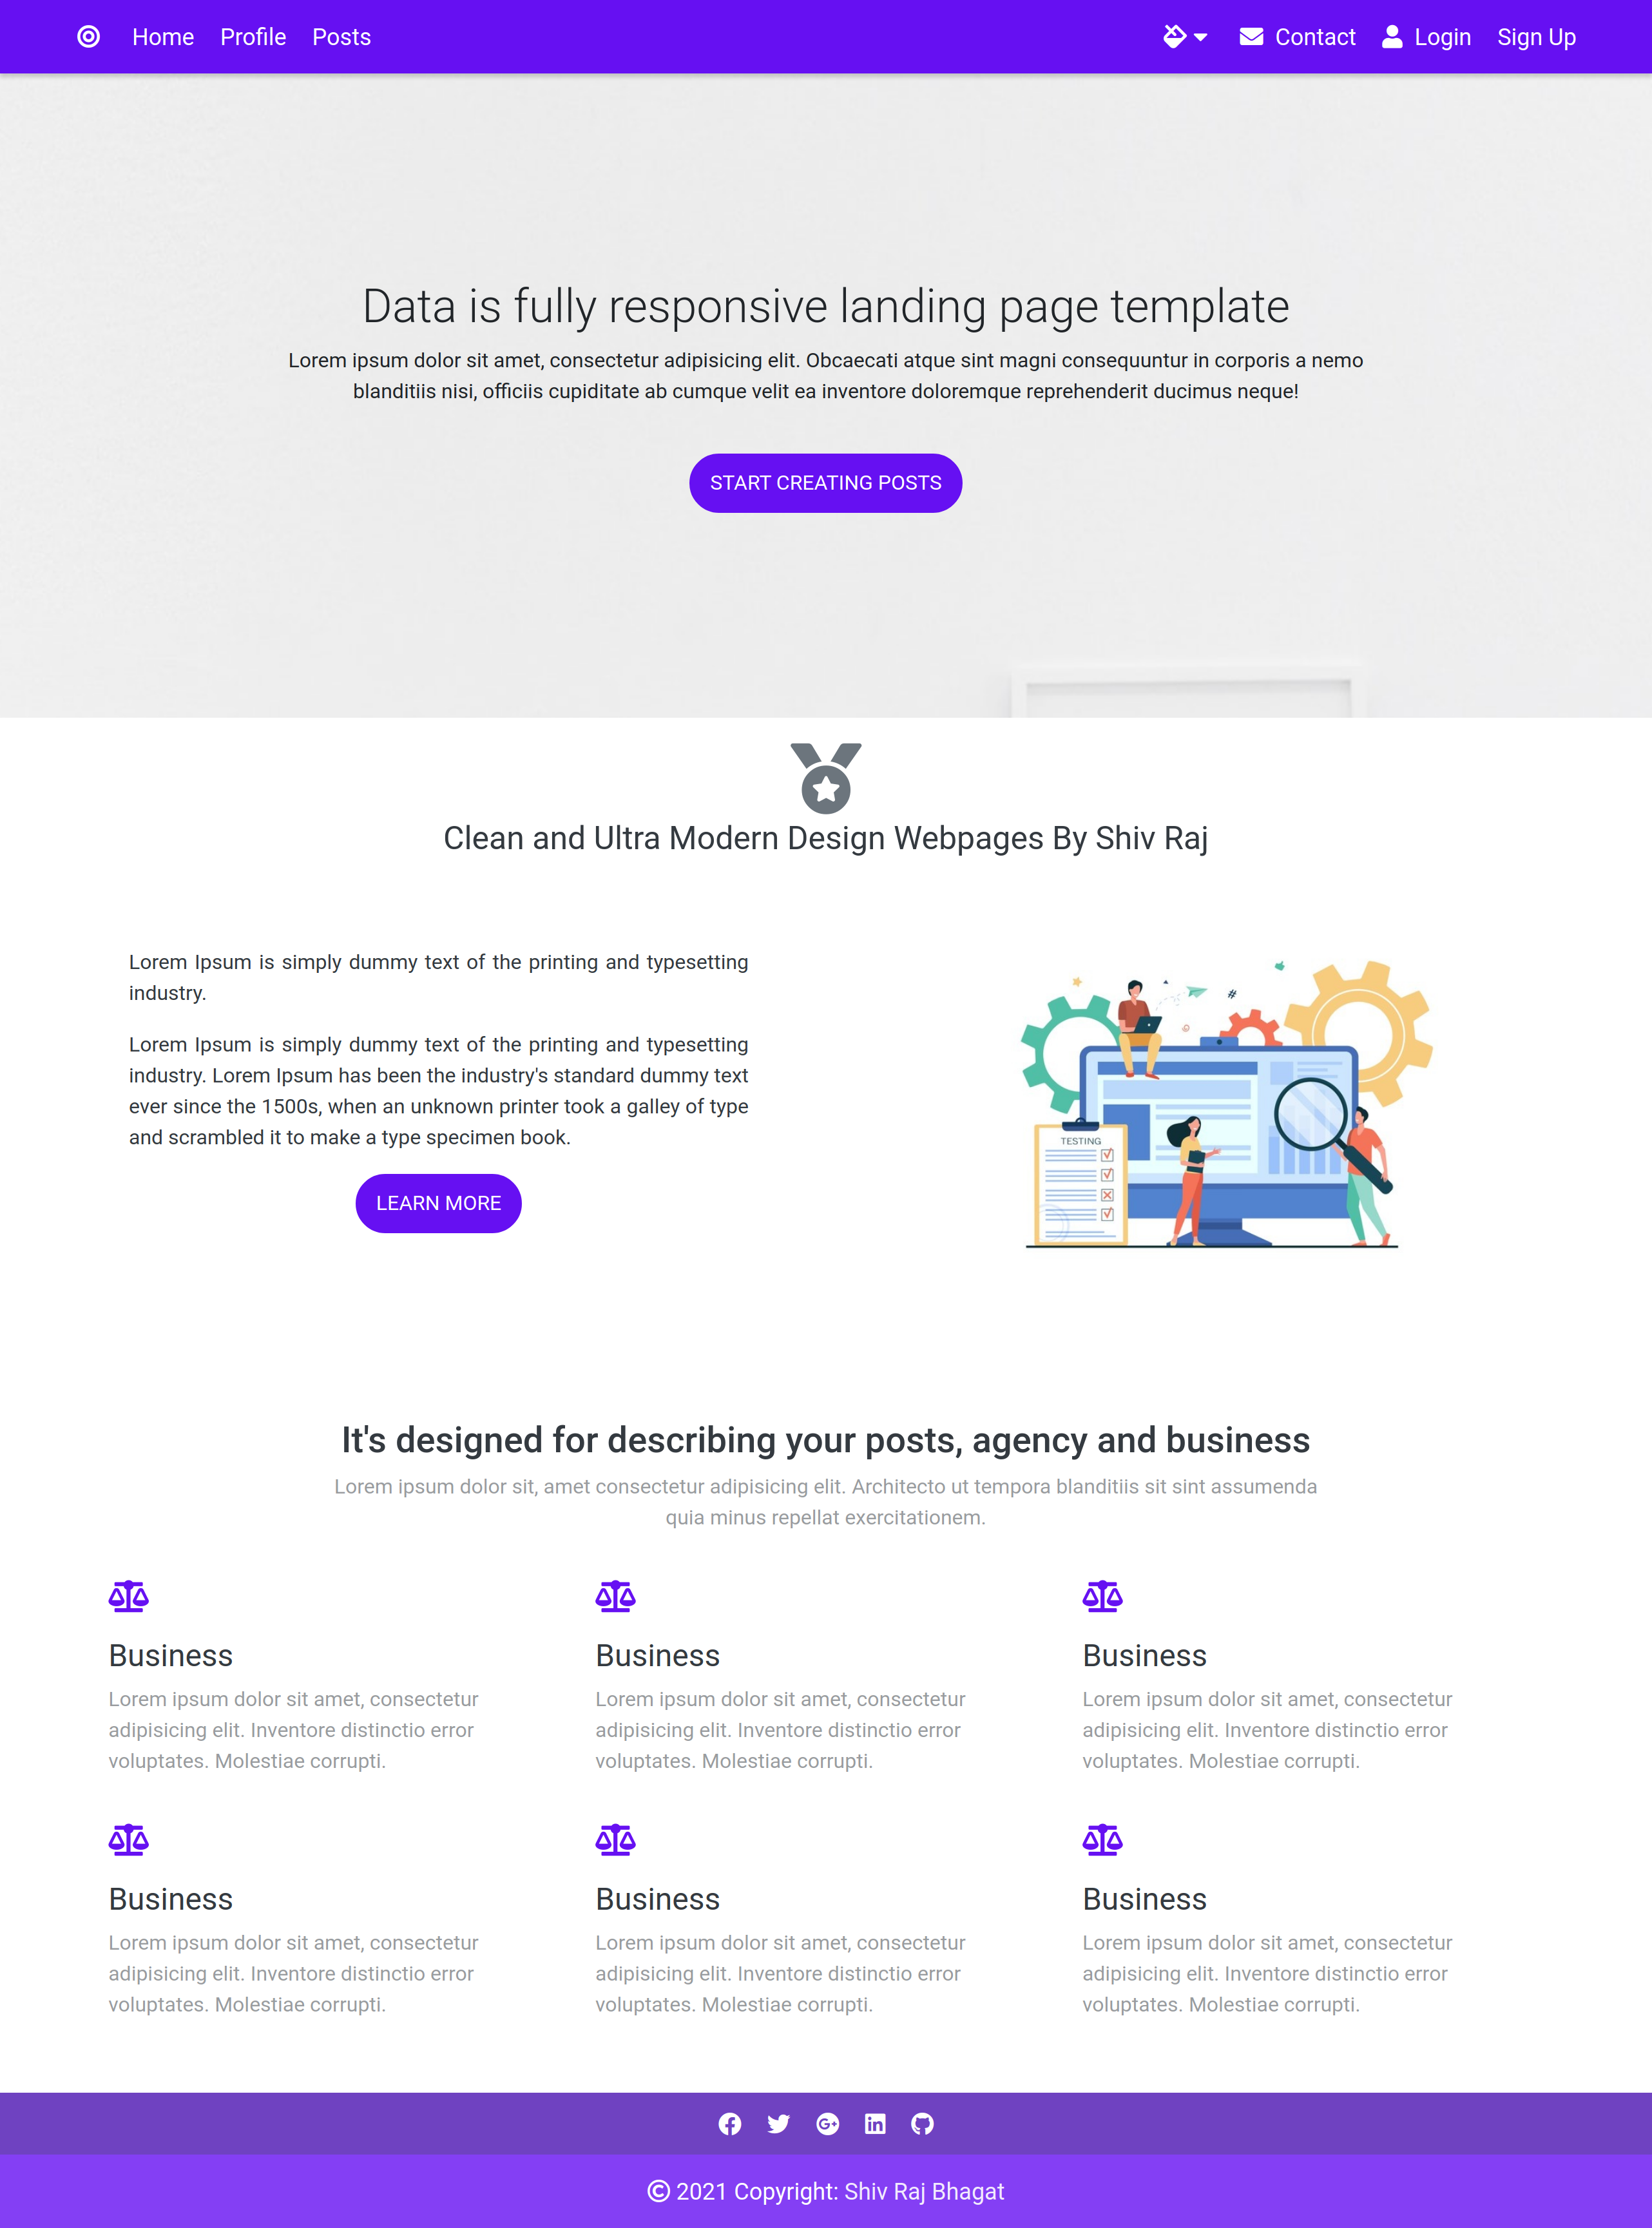 Home Profile Posts Contact Login Sign Up
Data is fully responsive landing page template
Lorem ipsum dolor sit amet, consectetur adipisicing elit. Obcaecati atque sint magni consequuntur in corporis a nemo
blanditiis nisi, officiis cupiditate ab cumque velit ea inventore doloremque reprehenderit ducimus neque!
START CREATING POSTS
Clean and Ultra Modern Design Webpages By Shiv Raj
Lorem Ipsum is simply dummy text of the printing and typesetting
industry.
Lorem Ipsum is simply dummy text of the printing and typesetting
industry. Lorem Ipsum has been the industry's standard dummy text
ever since the 1500s, when an unknown printer took a galley of type
and scrambled it to make a type specimen book.
LEARN MORE
#
TESTING
It's designed for describing your posts, agency and business
Lorem ipsum dolor sit, amet consectetur adipisicing elit. Architecto ut tempora blanditiis sit sint assumenda
quia minus repellat exercitationem.
Business
Lorem ipsum dolor sit amet, consectetur
adipisicing elit. Inventore distinctio error
voluptates. Molestiae corrupti.
Business
Lorem ipsum dolor sit amet, consectetur
adipisicing elit. Inventore distinctio error
voluptates. Molestiae corrupti.
Business
Lorem ipsum dolor sit amet, consectetur
adipisicing elit. Inventore distinctio error
voluptates. Molestiae corrupti.
Business
Lorem ipsum dolor sit amet, consectetur
adipisicing elit. Inventore distinctio error
voluptates. Molestiae corrupti.
Business
Lorem ipsum dolor sit amet, consectetur
adipisicing elit. Inventore distinctio error
voluptates. Molestiae corrupti.
Business
Lorem ipsum dolor sit amet, consectetur
adipisicing elit. Inventore distinctio error
voluptates. Molestiae corrupti.
© 2021 Copyright: Shiv Raj Bhagat